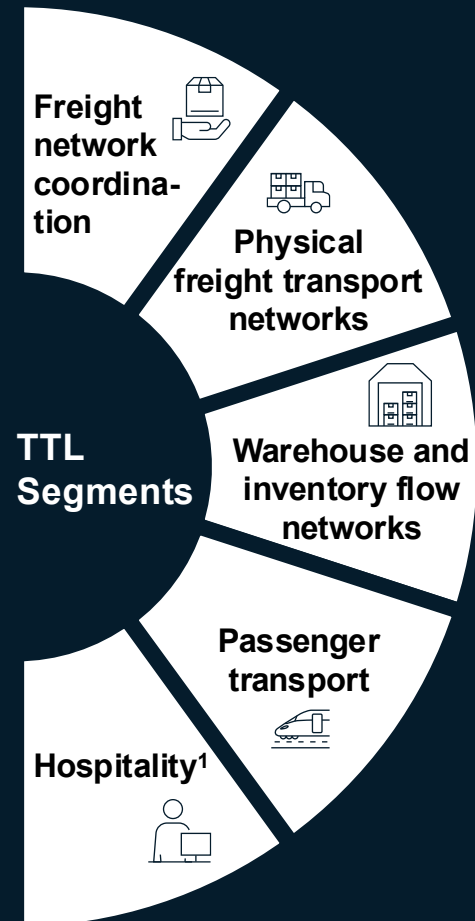 Freight
network
coordina-
tion
Physical
freight transport
networks
TTL
Segments
Warehouse and
inventory flow
networks
Passenger
transport
Hospitality¹